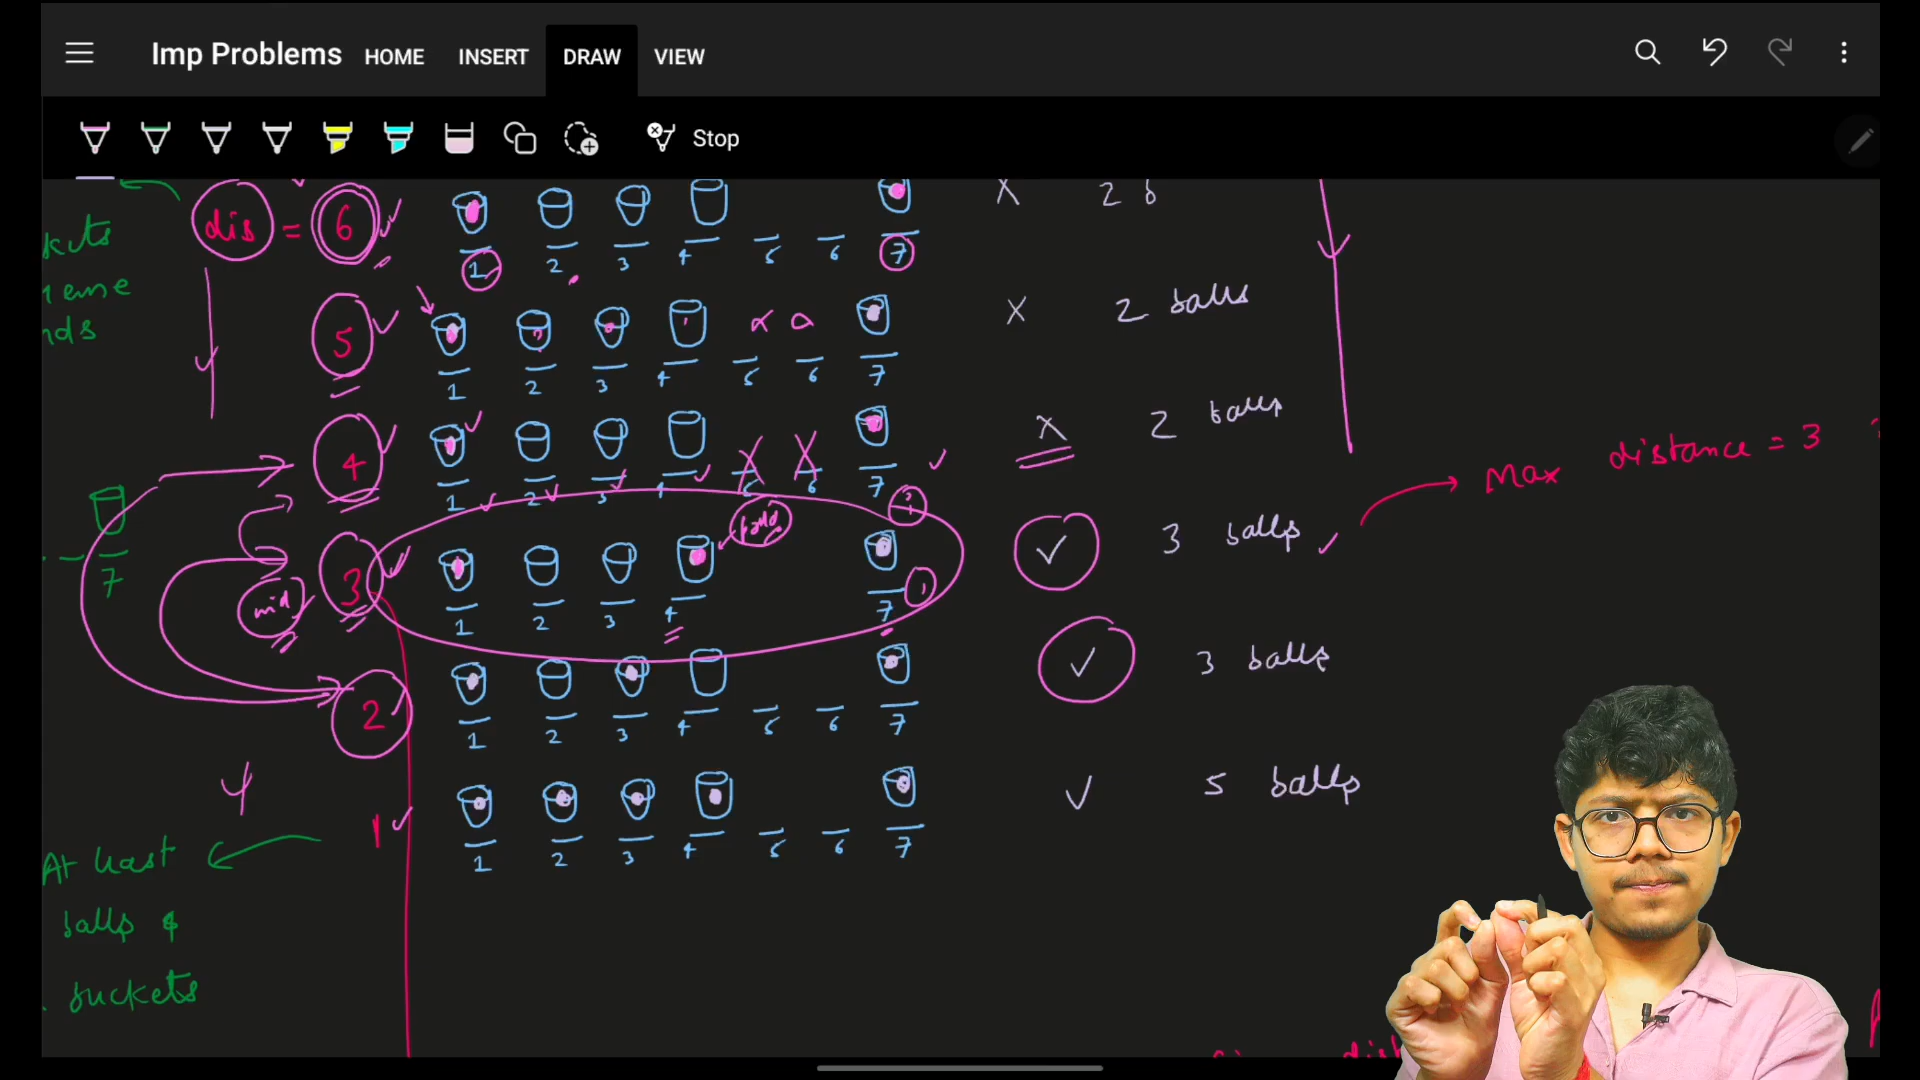 Imp Problems HOME INSERT DRAW VIEW
Stop
dis = 6 X 2 b
1 2 3 4 5 6 7
5 X 2 balls
1 2 3 4 5 6 7
4 X 2 balls
1 2 3 4 5 6 7
Max distance = 3
7
mid 3 3 balls
1 2 3 4 7
2 3 balls
1 2 3 4 5 6 7
1 5 balls
1 2 3 4 5 6 7
At least
balls &
buckets